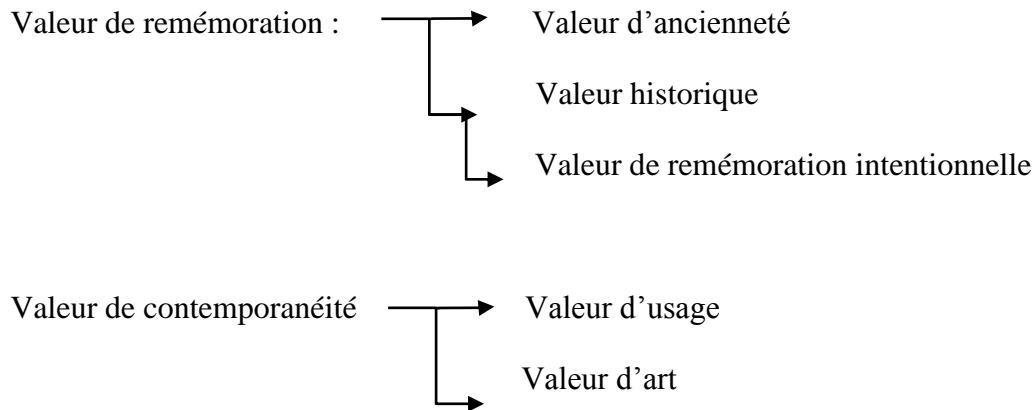 Valeur de remémoration : Valeur d’ancienneté
Valeur historique
Valeur de remémoration intentionnelle
Valeur de contemporanéité Valeur d’usage
Valeur d’art